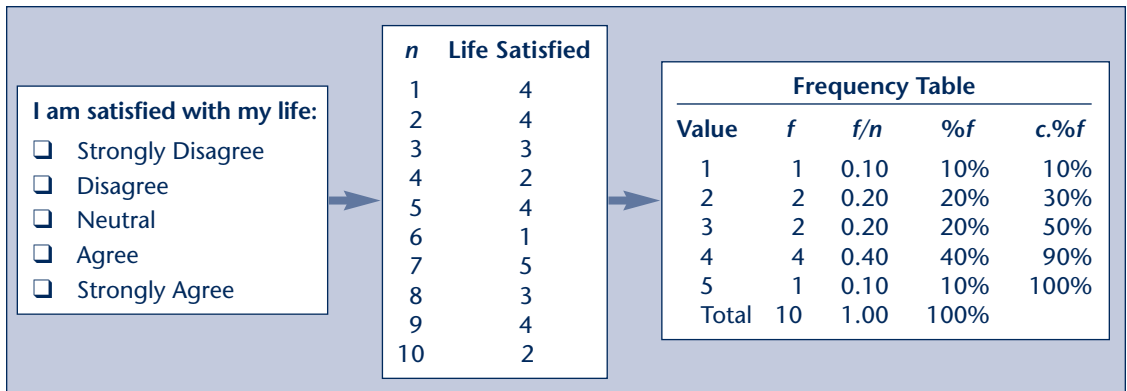 I am satisfied with my life:
❑ Strongly Disagree
❑ Disagree
❑ Neutral
❑ Agree
❑ Strongly Agree
n Life Satisfied
1 4
2 4
3 3
4 2
5 4
6 1
7 5
8 3
9 4
10 2
Frequency Table
Value f f/n %f c.%f
1 1 0.10 10% 10%
2 2 0.20 20% 30%
3 2 0.20 20% 50%
4 4 0.40 40% 90%
5 1 0.10 10% 100%
Total 10 1.00 100%